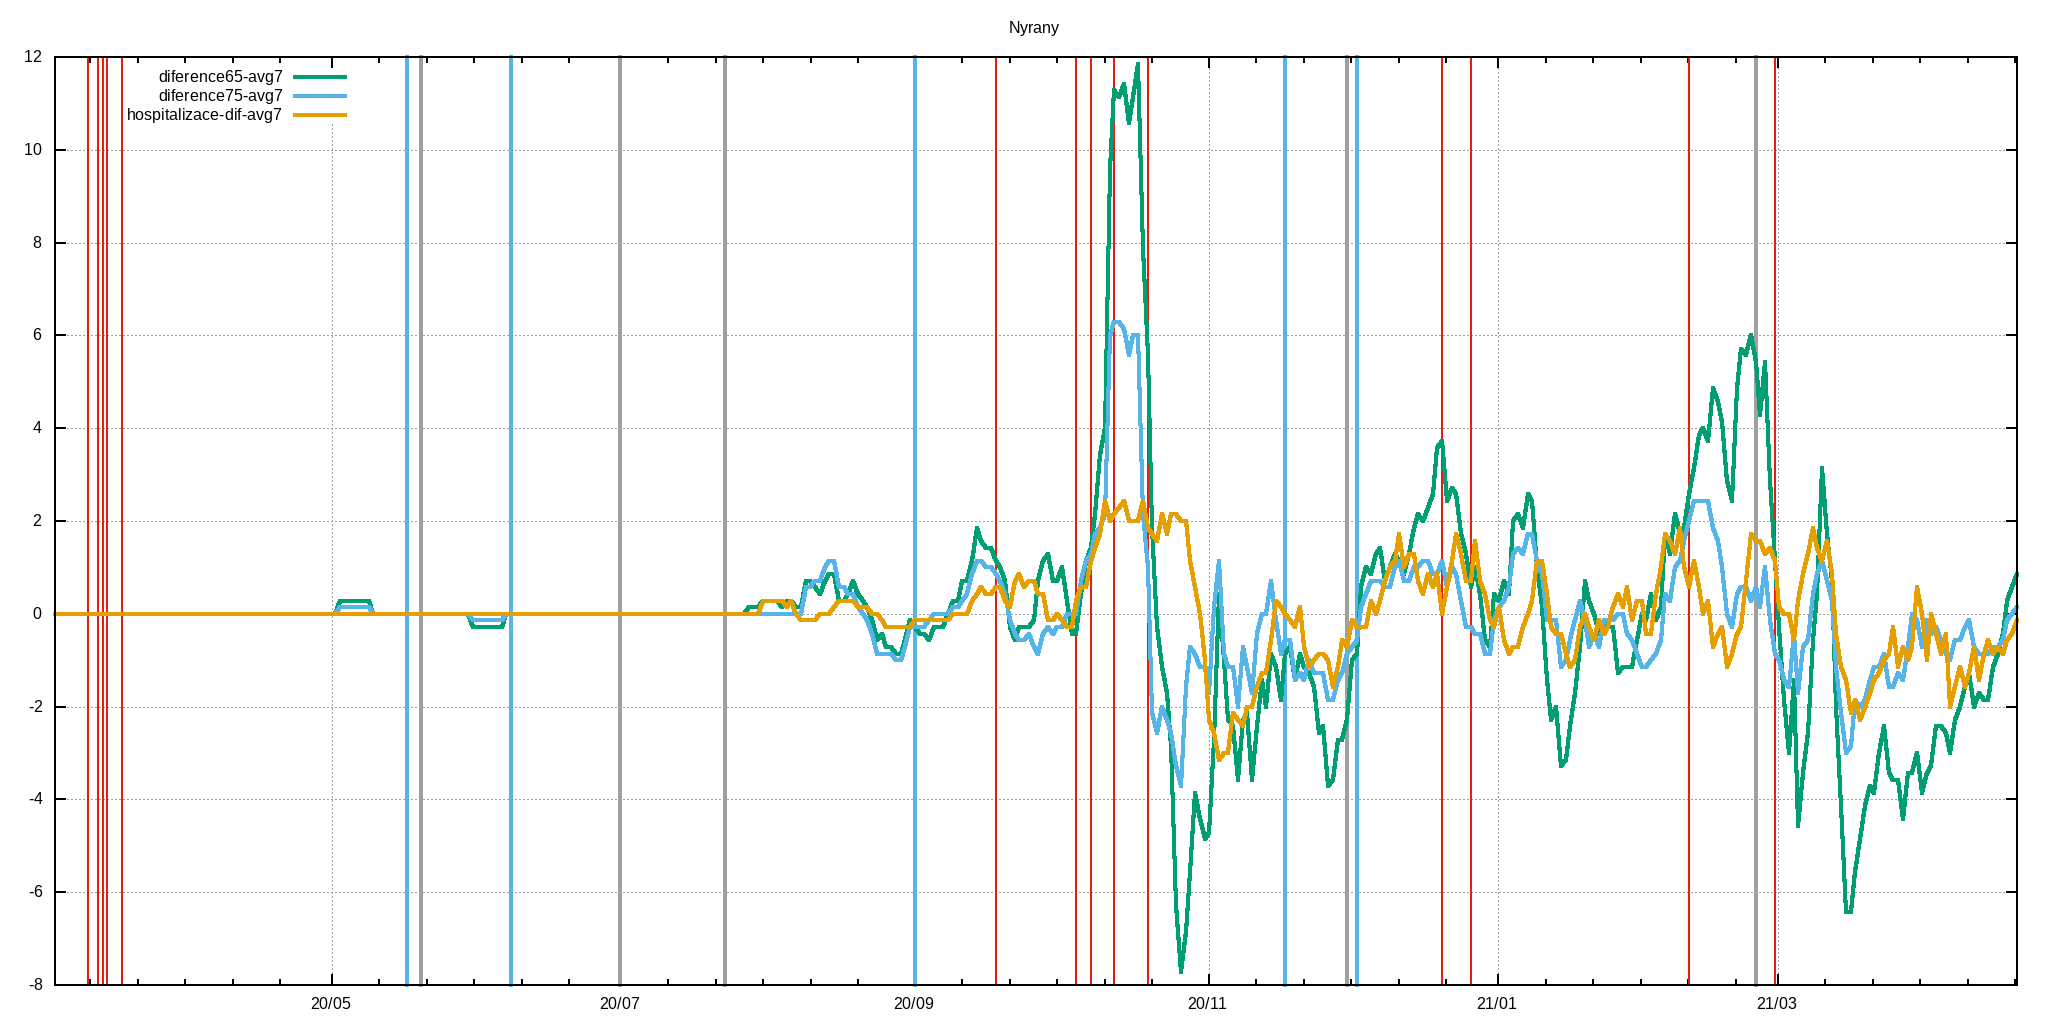 Nyrany
diference65-avg7
diference75-avg7
hospitalizace-dif-avg7
12
10
8
6
4
2
0
-2
-4
-6
-8
20/05 20/07 20/09 20/11 21/01 21/03